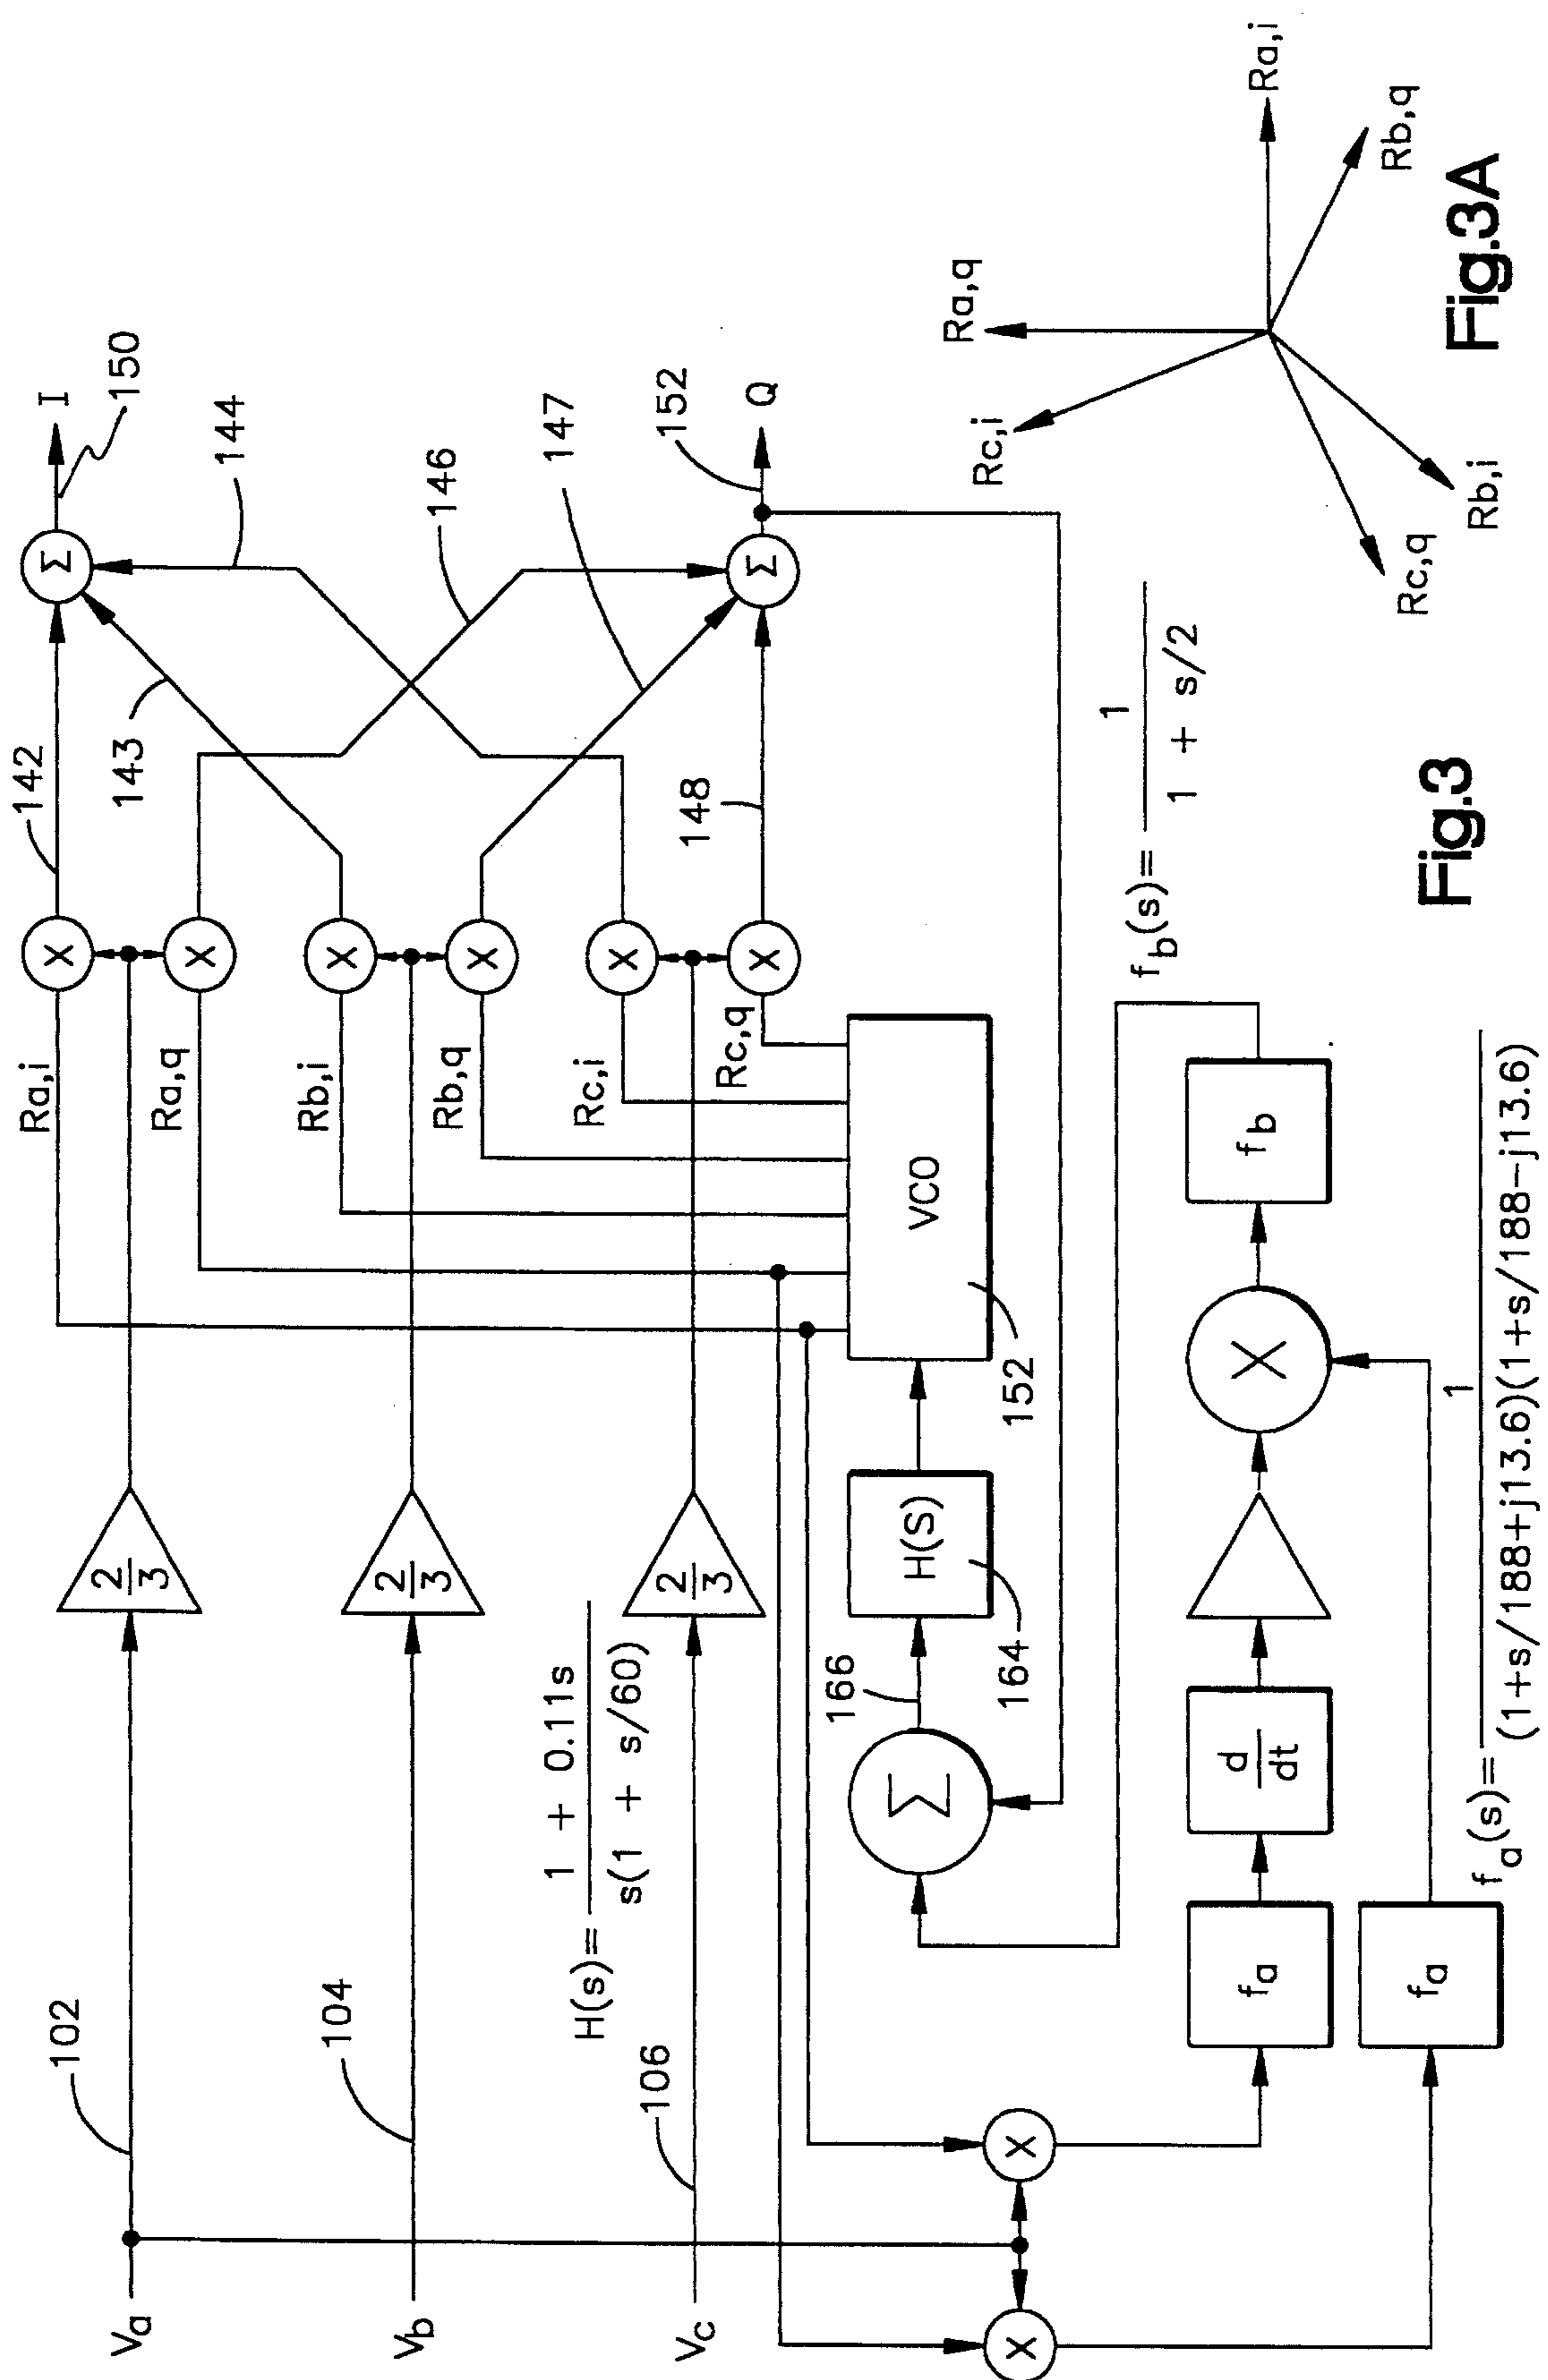 I
150
142
144
143
146
147
152
Q
148
Σ
Σ
X
X
X
X
X
X
Ra,i
Ra,q
Rb,i
Rb,q
Rc,i
Rc,q
2/3
2/3
2/3
102
104
106
Va
Vb
Vc
H(s)= 1 + 0.11s / s(1 + s/60)
VCO
152
H(S)
164
166
Σ
X
X
fa
fa
d/dt
X
fb
fb(s)= 1 / 1 + s/2
fa(s)= 1 / (1+s/188+j13.6)(1+s/188-j13.6)
Fig.3
Ra,q
Ra,i
Rc,i
Rb,q
Rc,q
Rb,i
Fig.3A